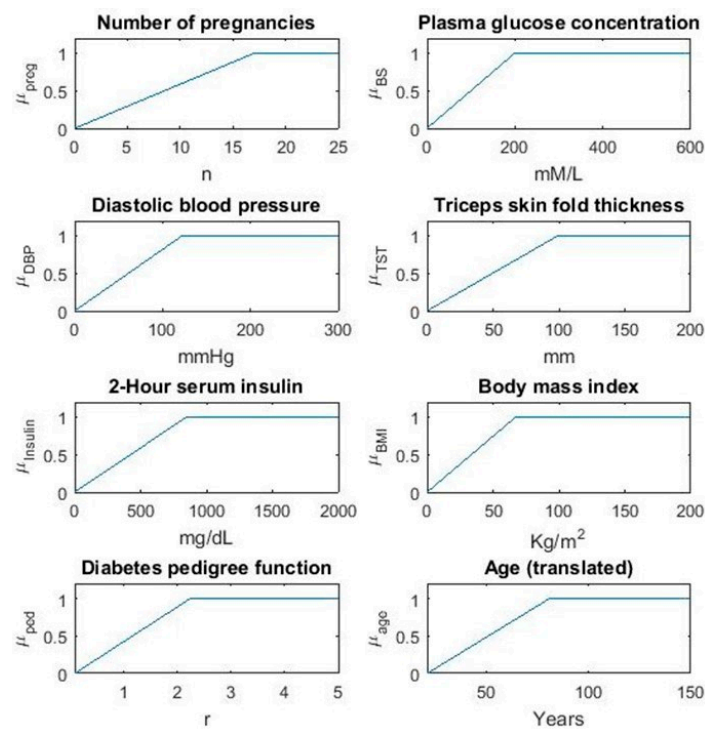 Number of pregnancies
1
0.5
0
μprog
0 5 10 15 20 25
n
Plasma glucose concentration
1
0.5
0
μBS
0 200 400 600
mM/L
Diastolic blood pressure
1
0.5
0
μDBP
0 100 200 300
mmHg
Triceps skin fold thickness
1
0.5
0
μTST
0 50 100 150 200
mm
2-Hour serum insulin
1
0.5
0
μInsulin
0 500 1000 1500 2000
mg/dL
Body mass index
1
0.5
0
μBMI
0 50 100 150 200
Kg/m²
Diabetes pedigree function
1
0.5
0
μpod
1 2 3 4 5
r
Age (translated)
1
0.5
0
μago
50 100 150
Years